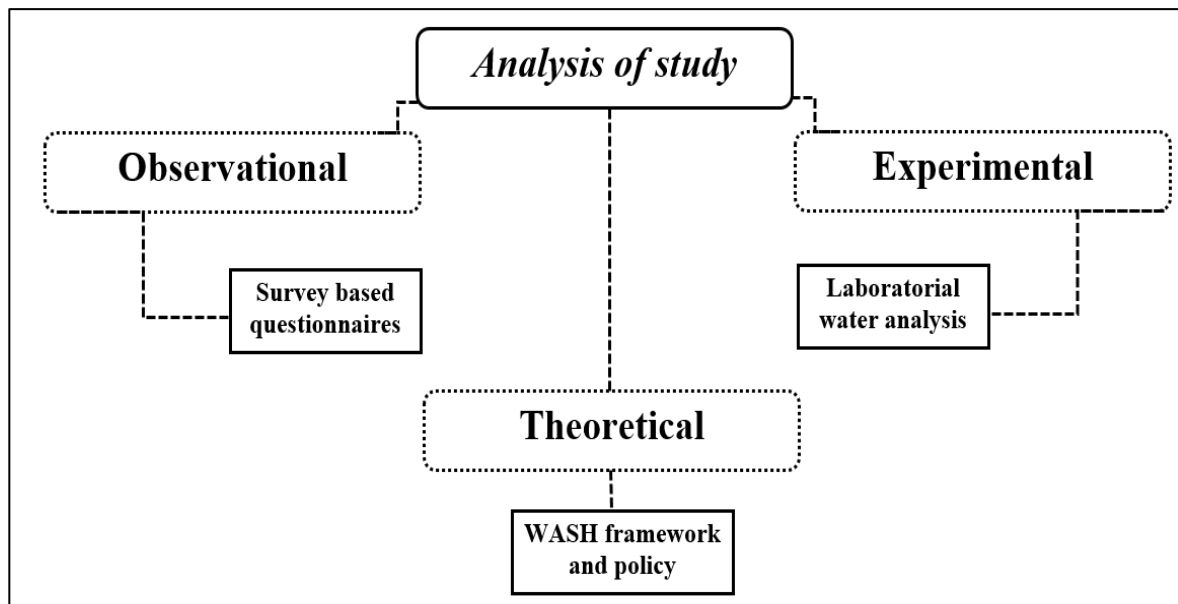 Analysis of study
Observational
Experimental
Survey based
questionnaires
Laboratorial
water analysis
Theoretical
WASH framework
and policy